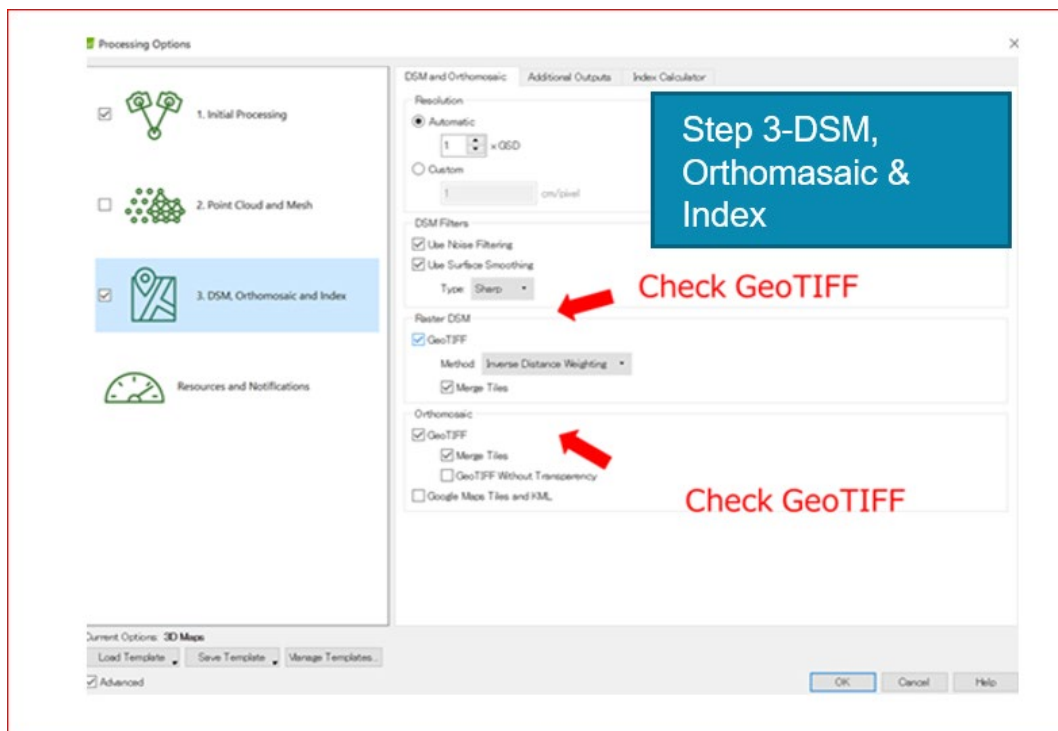 Processing Options
1. Initial Processing
2. Point Cloud and Mesh
3. DSM, Orthomosaic and Index
Resources and Notifications
DSM and Orthomosaic Additional Outputs Index Calculator
Resolution
Automatic
1 x GSD
Custom
1 cm/pixel
DSM Filters
Use Noise Filtering
Use Surface Smoothing
Type: Sharp
Raster DSM
GeoTIFF
Method: Inverse Distance Weighting
Merge Tiles
Orthomosaic
GeoTIFF
Merge Tiles
GeoTIFF Without Transparency
Google Maps Tiles and KML
Step 3-DSM,
Orthomasaic &
Index
Check GeoTIFF
Check GeoTIFF
Current Options: 3D Maps
Load Template Save Template Manage Templates...
Advanced
OK Cancel Help